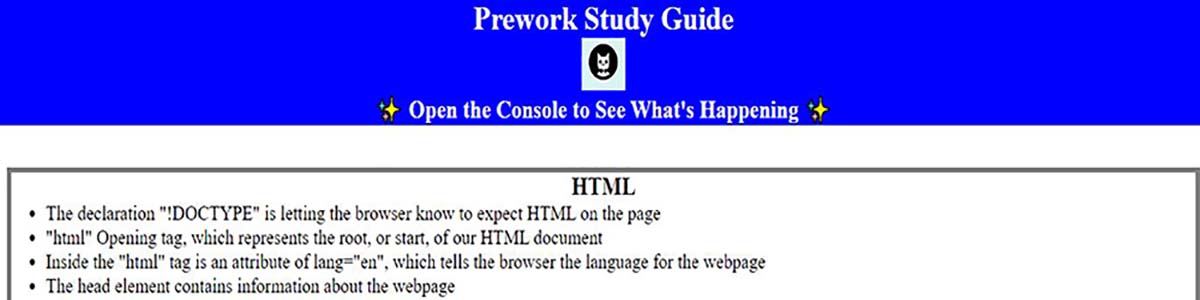 Prework Study Guide
✨ Open the Console to See What's Happening ✨
HTML
• The declaration "!DOCTYPE" is letting the browser know to expect HTML on the page
• "html" Opening tag, which represents the root, or start, of our HTML document
• Inside the "html" tag is an attribute of lang="en", which tells the browser the language for the webpage
• The head element contains information about the webpage